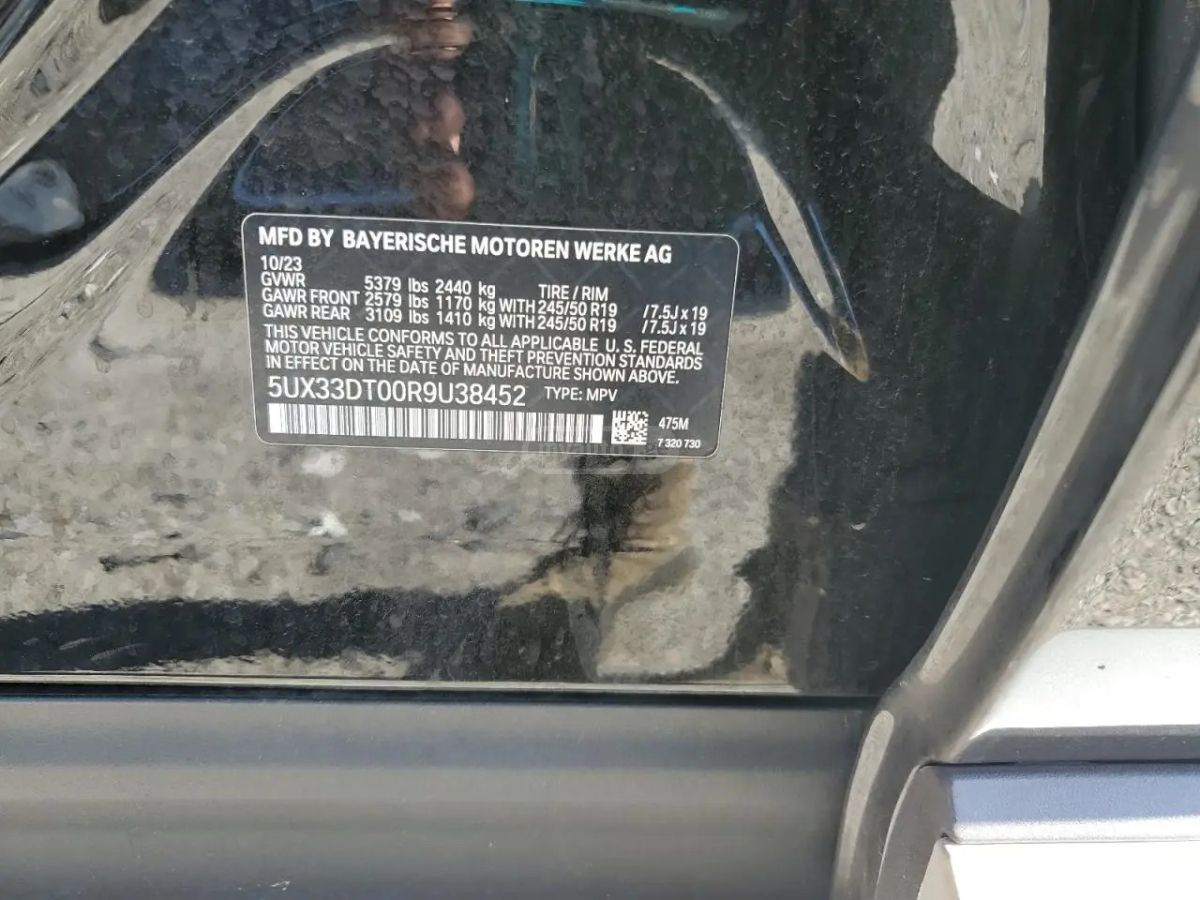 MFD BY BAYERISCHE MOTOREN WERKE AG
10/23
GVWR 5379 lbs 2440 kg TIRE / RIM
GAWR FRONT 2579 lbs 1170 kg WITH 245/50 R19 / 7.5J x 19
GAWR REAR 3109 lbs 1410 kg WITH 245/50 R19 / 7.5J x 19
THIS VEHICLE CONFORMS TO ALL APPLICABLE U. S. FEDERAL
MOTOR VEHICLE SAFETY AND THEFT PREVENTION STANDARDS
IN EFFECT ON THE DATE OF MANUFACTURE SHOWN ABOVE.
5UX33DT00R9U38452 TYPE: MPV
475M
7 320 730